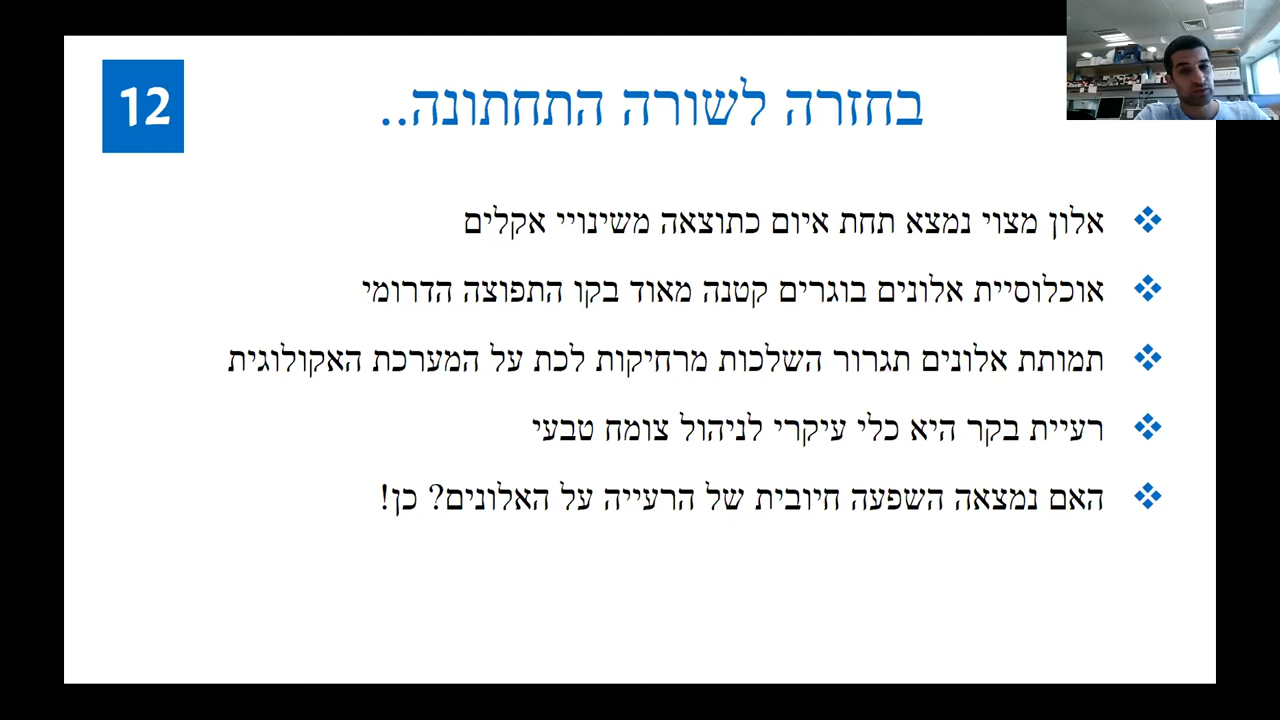 בחזרה לשורה התחתונה..
12
אלון מצוי נמצא תחת איום כתוצאה משינויי אקלים
אוכלוסיית אלונים בוגרים קטנה מאוד בקו התפוצה הדרומי
תמותת אלונים תגרור השלכות מרחיקות לכת על המערכת האקולוגית
רעיית בקר היא כלי עיקרי לניהול צומח טבעי
האם נמצאה השפעה חיובית של הרעייה על האלונים? כן!